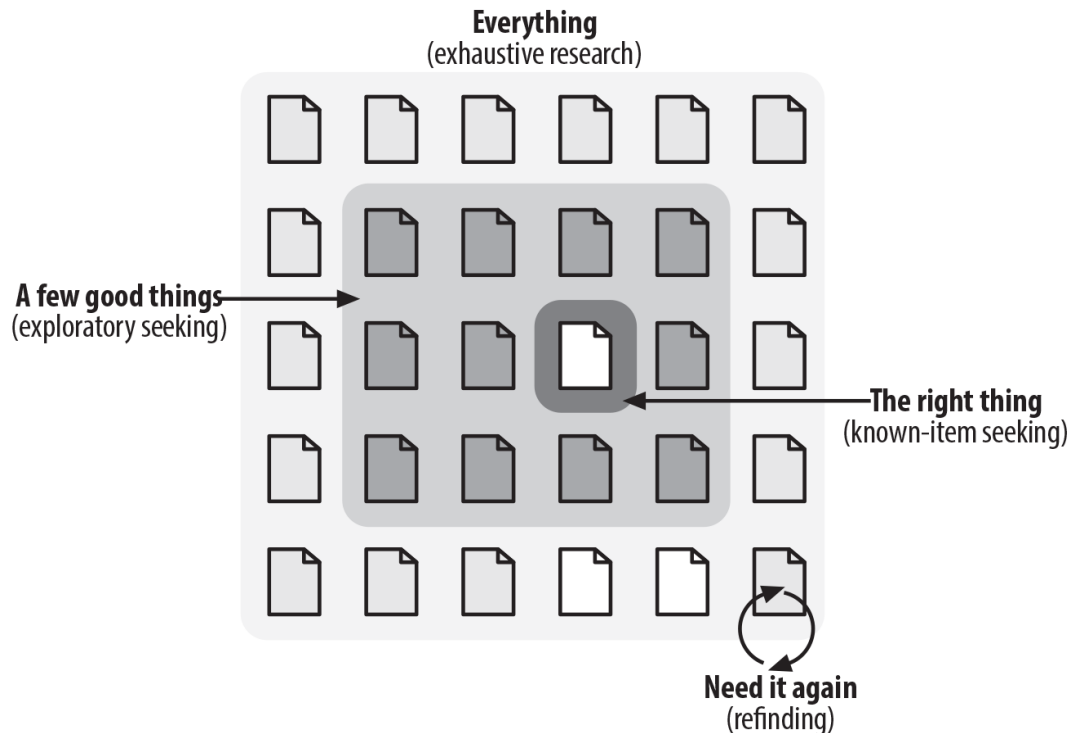 Everything
(exhaustive research)
A few good things
(exploratory seeking)
The right thing
(known-item seeking)
Need it again
(refinding)